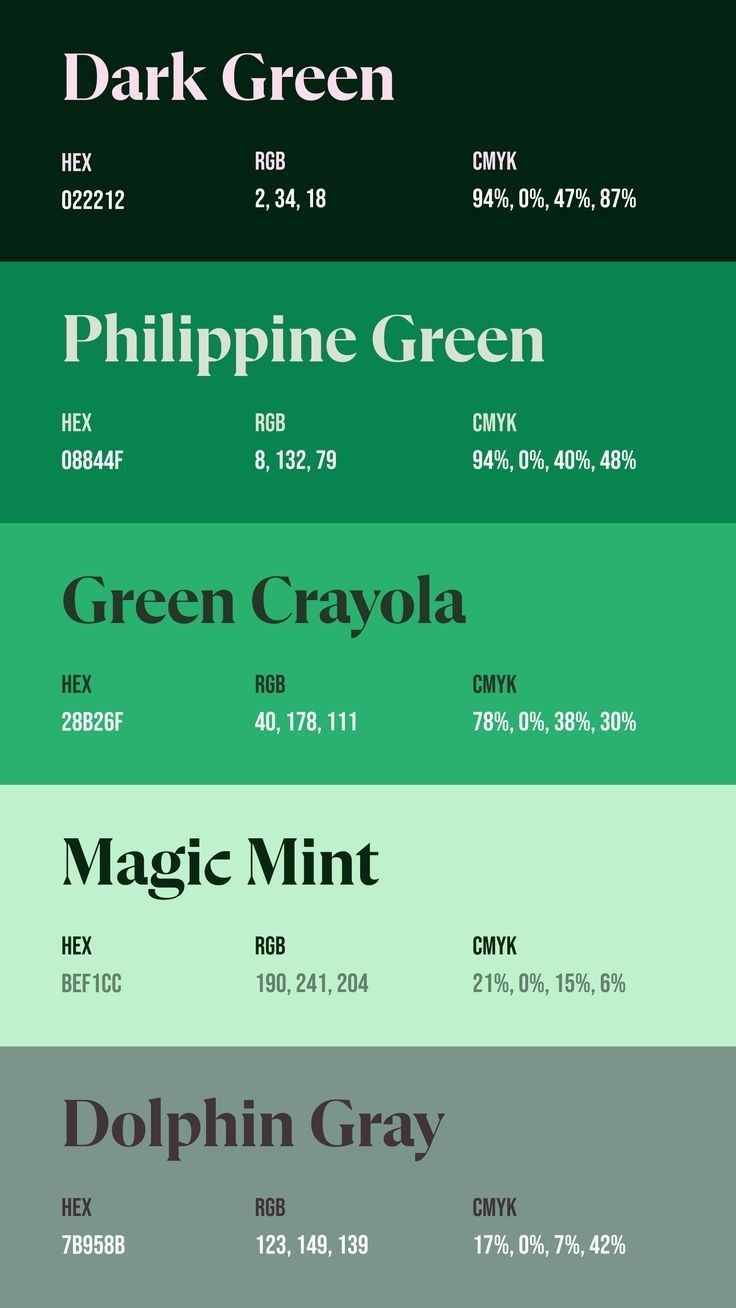 Dark Green
HEX RGB CMYK
022212 2, 34, 18 94%, 0%, 47%, 87%
Philippine Green
HEX RGB CMYK
08844F 8, 132, 79 94%, 0%, 40%, 48%
Green Crayola
HEX RGB CMYK
28B26F 40, 178, 111 78%, 0%, 38%, 30%
Magic Mint
HEX RGB CMYK
BEF1CC 190, 241, 204 21%, 0%, 15%, 6%
Dolphin Gray
HEX RGB CMYK
7B958B 123, 149, 139 17%, 0%, 7%, 42%